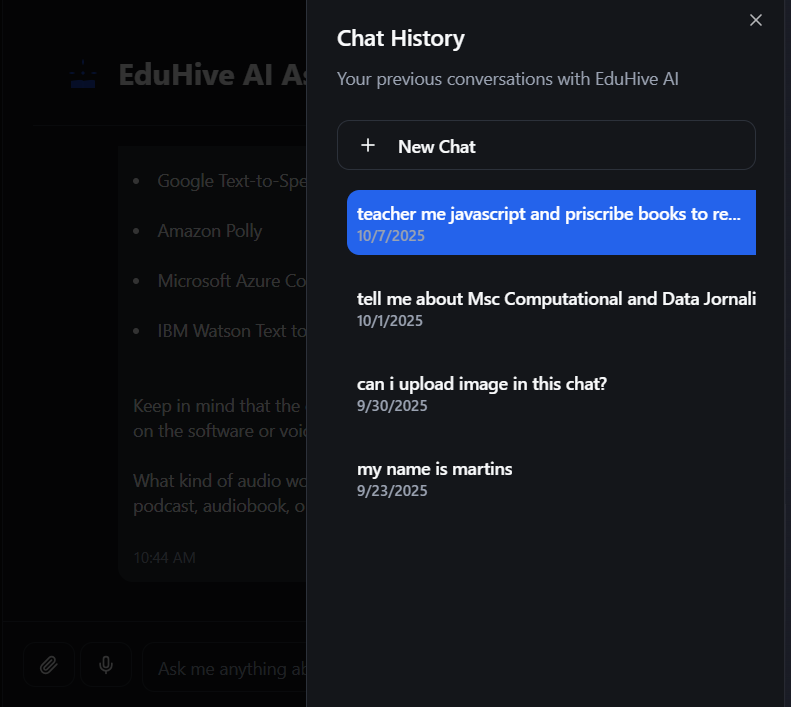 Chat History
Your previous conversations with EduHive AI
+ New Chat
teacher me javascript and priscribe books to re...
10/7/2025
tell me about Msc Computational and Data Jornali
10/1/2025
can i upload image in this chat?
9/30/2025
my name is martins
9/23/2025
EduHive AI As
• Google Text-to-Spe
• Amazon Polly
• Microsoft Azure Co
• IBM Watson Text to
Keep in mind that the
on the software or voic
What kind of audio wo
podcast, audiobook, o
10:44 AM
Ask me anything ab